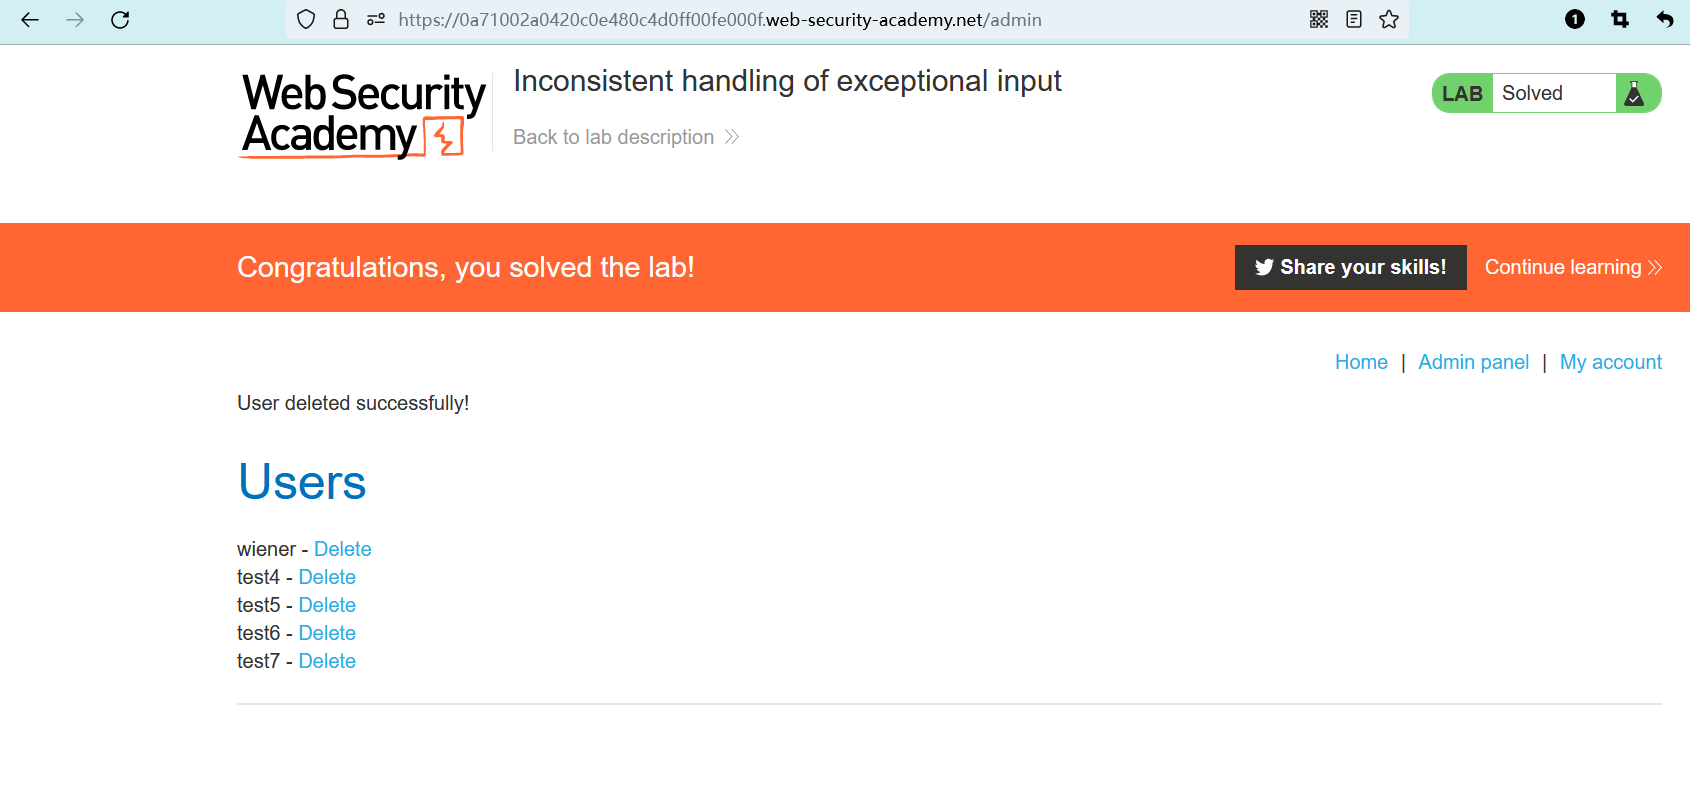 https://0a71002a0420c0e480c4d0ff00fe000f.web-security-academy.net/admin
1
Web Security
Academy
Inconsistent handling of exceptional input
Back to lab description
LAB Solved
Congratulations, you solved the lab!
Share your skills!
Continue learning
Home | Admin panel | My account
User deleted successfully!
Users
wiener - Delete
test4 - Delete
test5 - Delete
test6 - Delete
test7 - Delete